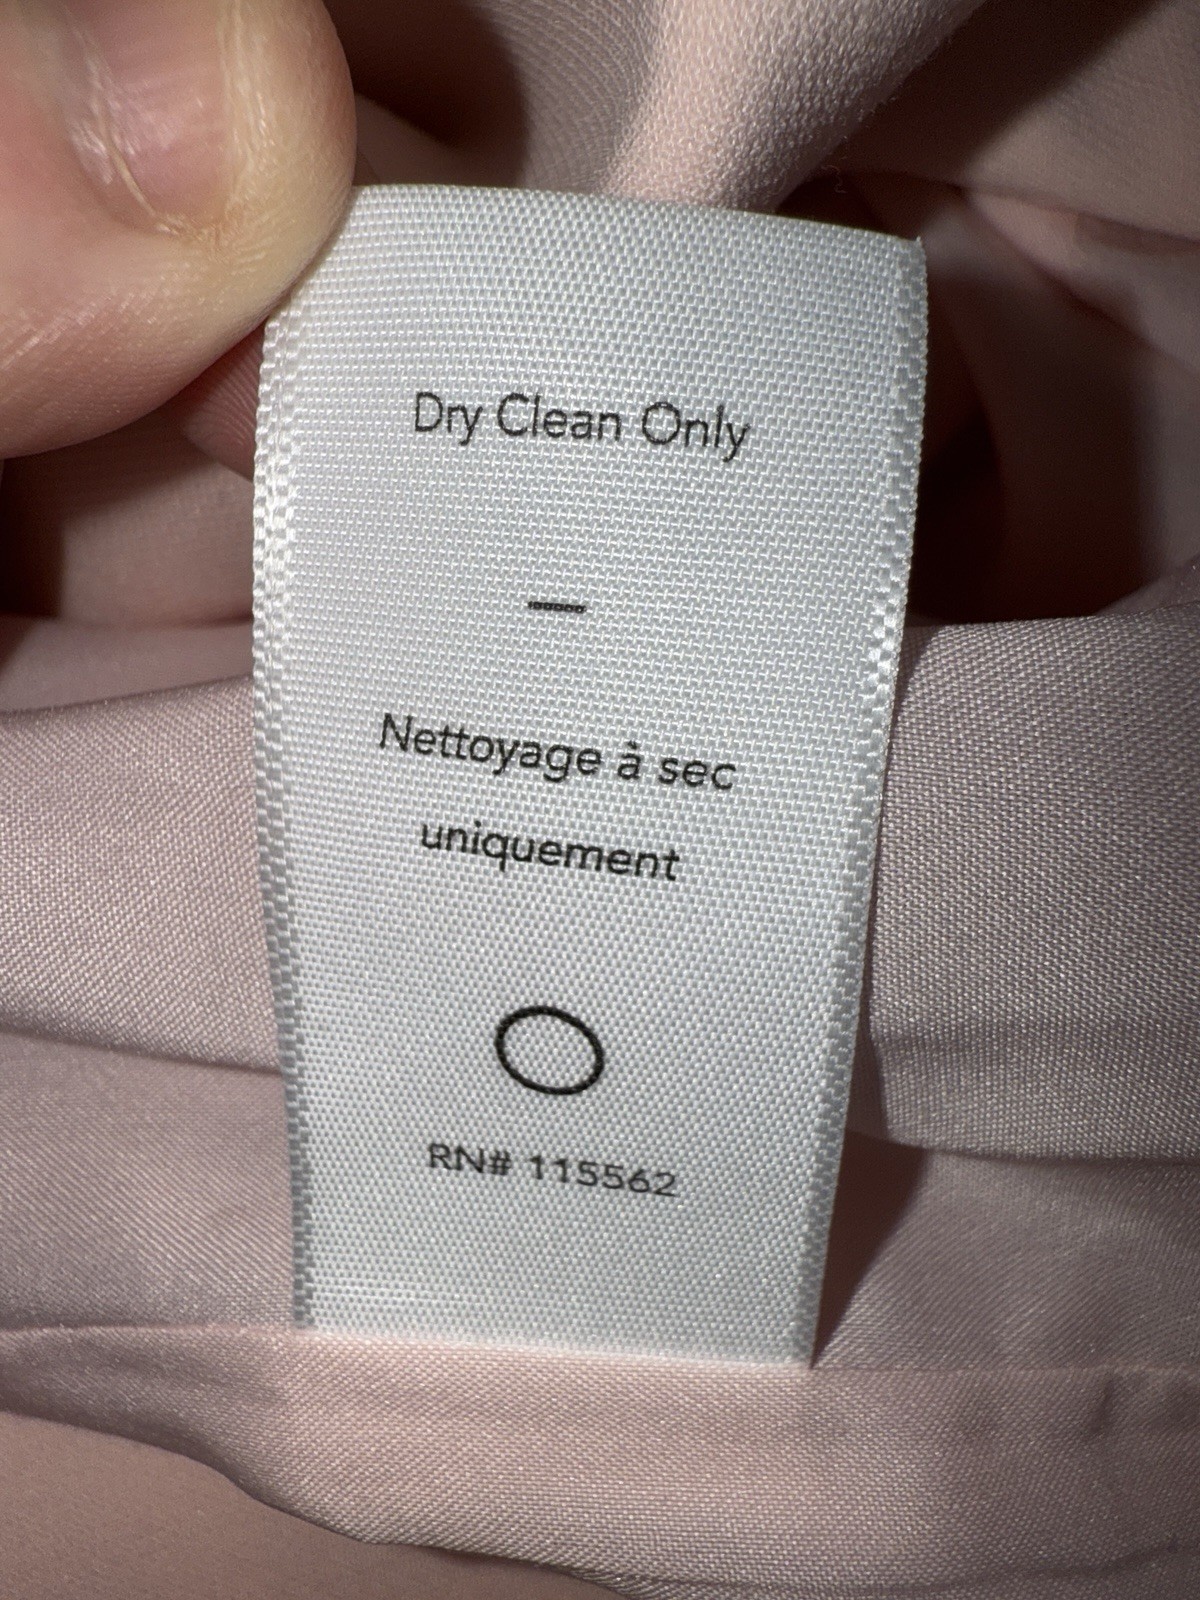 Dry Clean Only
—
Nettoyage à sec
uniquement
RN# 115562